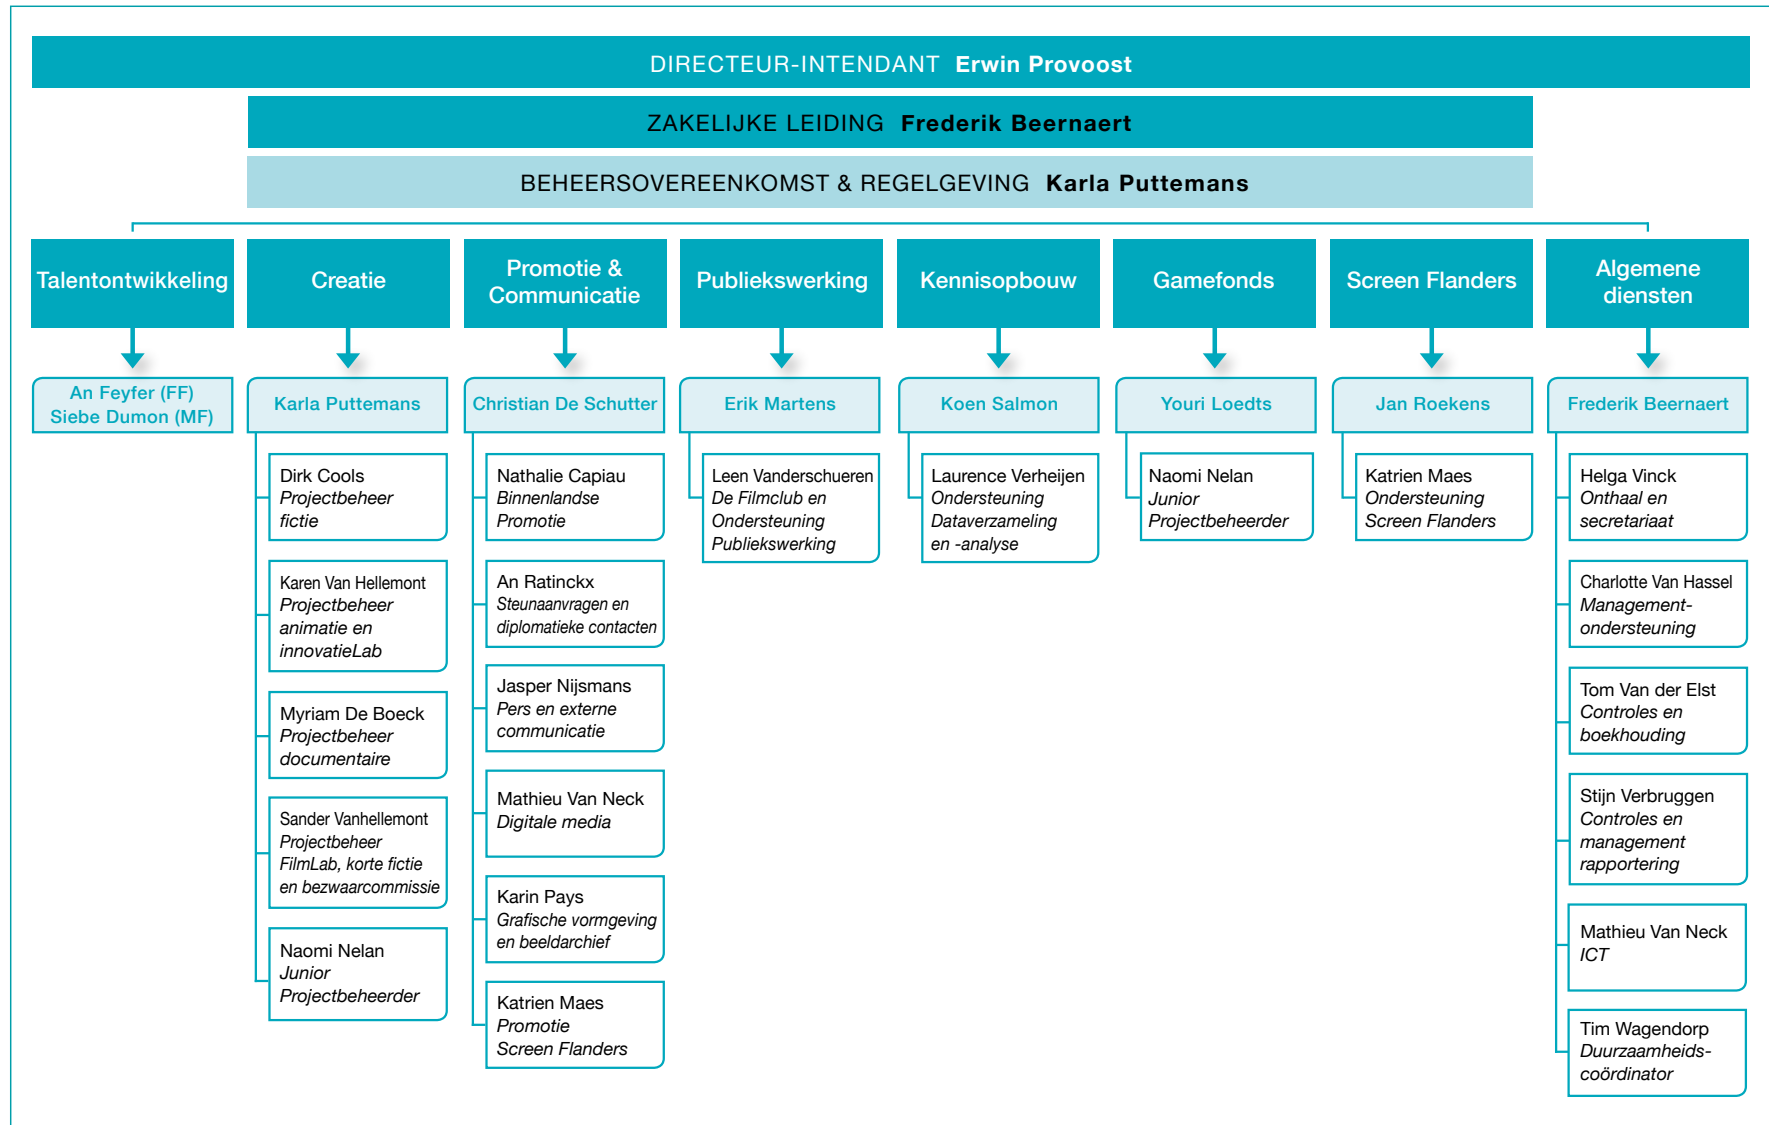 DIRECTEUR-INTENDANT Erwin Provoost
ZAKELIJKE LEIDING Frederik Beernaert
BEHEERSOVEREENKOMST & REGELGEVING Karla Puttemans
Talentontwikkeling
An Feyfer (FF)
Siebe Dumon (MF)
Creatie
Karla Puttemans
Dirk Cools
Projectbeheer
fictie
Karen Van Hellemont
Projectbeheer
animatie en
innovatieLab
Myriam De Boeck
Projectbeheer
documentaire
Sander Vanhellemont
Projectbeheer
FilmLab, korte fictie
en bezwaarcommissie
Naomi Nelan
Junior
Projectbeheerder
Promotie &
Communicatie
Christian De Schutter
Nathalie Capiau
Binnenlandse
Promotie
An Ratinckx
Steunaanvragen en
diplomatieke contacten
Jasper Nijsmans
Pers en externe
communicatie
Mathieu Van Neck
Digitale media
Karin Pays
Grafische vormgeving
en beeldarchief
Katrien Maes
Promotie
Screen Flanders
Publiekswerking
Erik Martens
Leen Vanderschueren
De Filmclub en
Ondersteuning
Publiekswerking
Kennisopbouw
Koen Salmon
Laurence Verheijen
Ondersteuning
Dataverzameling
en -analyse
Gamefonds
Youri Loedts
Naomi Nelan
Junior
Projectbeheerder
Screen Flanders
Jan Roekens
Katrien Maes
Ondersteuning
Screen Flanders
Algemene
diensten
Frederik Beernaert
Helga Vinck
Onthaal en
secretariaat
Charlotte Van Hassel
Management-
ondersteuning
Tom Van der Elst
Controles en
boekhouding
Stijn Verbruggen
Controles en
management
rapportering
Mathieu Van Neck
ICT
Tim Wagendorp
Duurzaamheids-
coördinator